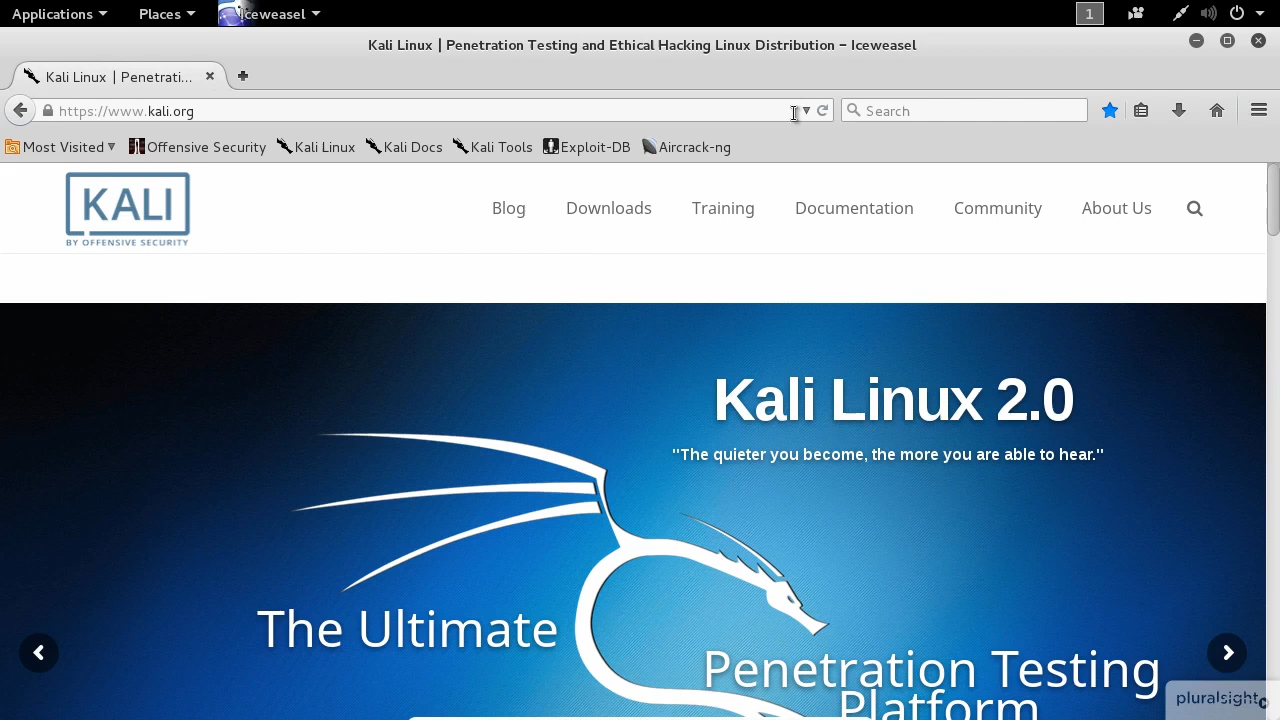 Applications Places Iceweasel 1
Kali Linux | Penetration Testing and Ethical Hacking Linux Distribution – Iceweasel
Kali Linux | Penetrati...
https://www.kali.org Search
Most Visited Offensive Security Kali Linux Kali Docs Kali Tools Exploit-DB Aircrack-ng
KALI
BY OFFENSIVE SECURITY
Blog Downloads Training Documentation Community About Us
Kali Linux 2.0
"The quieter you become, the more you are able to hear."
The Ultimate
Penetration Testing
Platform
pluralsight